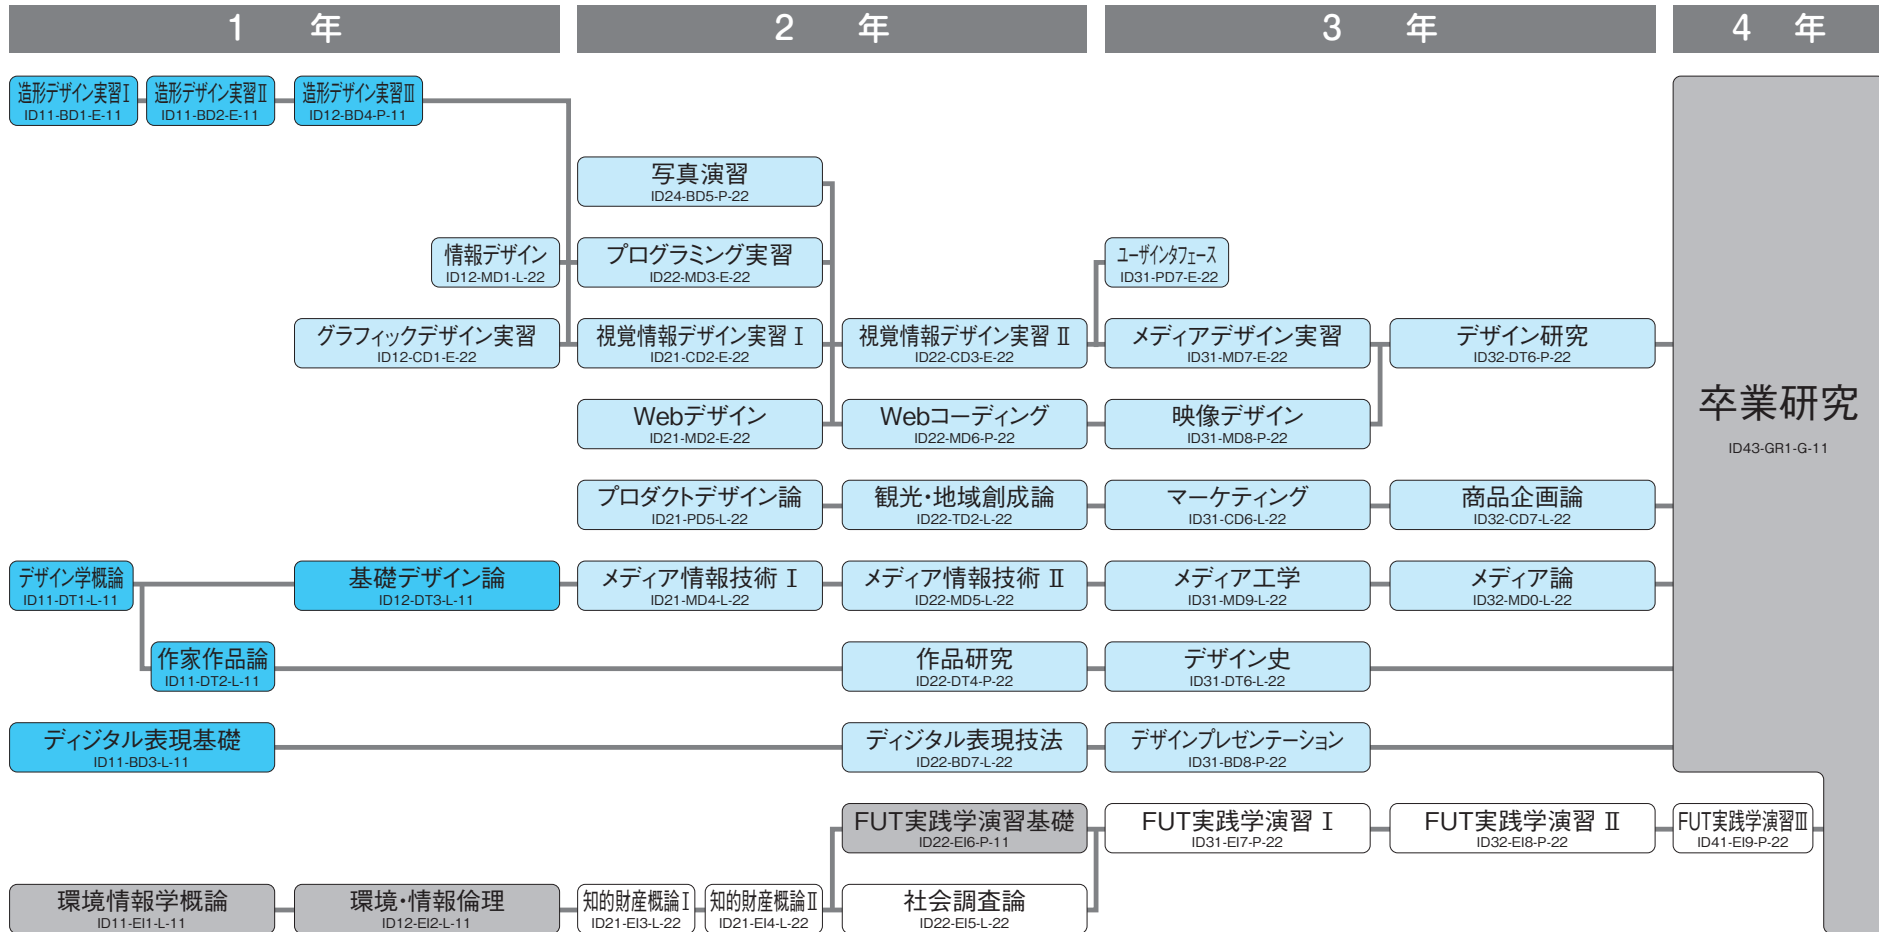 1 年
2 年
3 年
4 年
造形デザイン実習Ⅰ
ID11-BD1-E-11
造形デザイン実習Ⅱ
ID11-BD2-E-11
造形デザイン実習Ⅲ
ID12-BD4-P-11
写真演習
ID24-BD5-P-22
情報デザイン
ID12-MD1-L-22
プログラミング実習
ID22-MD3-E-22
ユーザインタフェース
ID31-PD7-E-22
グラフィックデザイン実習
ID12-CD1-E-22
視覚情報デザイン実習 Ⅰ
ID21-CD2-E-22
視覚情報デザイン実習 Ⅱ
ID22-CD3-E-22
メディアデザイン実習
ID31-MD7-E-22
デザイン研究
ID32-DT6-P-22
卒業研究
ID43-GR1-G-11
Webデザイン
ID21-MD2-E-22
Webコーディング
ID22-MD6-P-22
映像デザイン
ID31-MD8-P-22
プロダクトデザイン論
ID21-PD5-L-22
観光・地域創成論
ID22-TD2-L-22
マーケティング
ID31-CD6-L-22
商品企画論
ID32-CD7-L-22
デザイン学概論
ID11-DT1-L-11
基礎デザイン論
ID12-DT3-L-11
メディア情報技術 Ⅰ
ID21-MD4-L-22
メディア情報技術 Ⅱ
ID22-MD5-L-22
メディア工学
ID31-MD9-L-22
メディア論
ID32-MD0-L-22
作家作品論
ID11-DT2-L-11
作品研究
ID22-DT4-P-22
デザイン史
ID31-DT6-L-22
ディジタル表現基礎
ID11-BD3-L-11
ディジタル表現技法
ID22-BD7-L-22
デザインプレゼンテーション
ID31-BD8-P-22
FUT実践学演習基礎
ID22-EI6-P-11
FUT実践学演習 Ⅰ
ID31-EI7-P-22
FUT実践学演習 Ⅱ
ID32-EI8-P-22
FUT実践学演習Ⅲ
ID41-EI9-P-22
環境情報学概論
ID11-EI1-L-11
環境・情報倫理
ID12-EI2-L-11
知的財産概論Ⅰ
ID21-EI3-L-22
知的財産概論Ⅱ
ID21-EI4-L-22
社会調査論
ID22-EI5-L-22